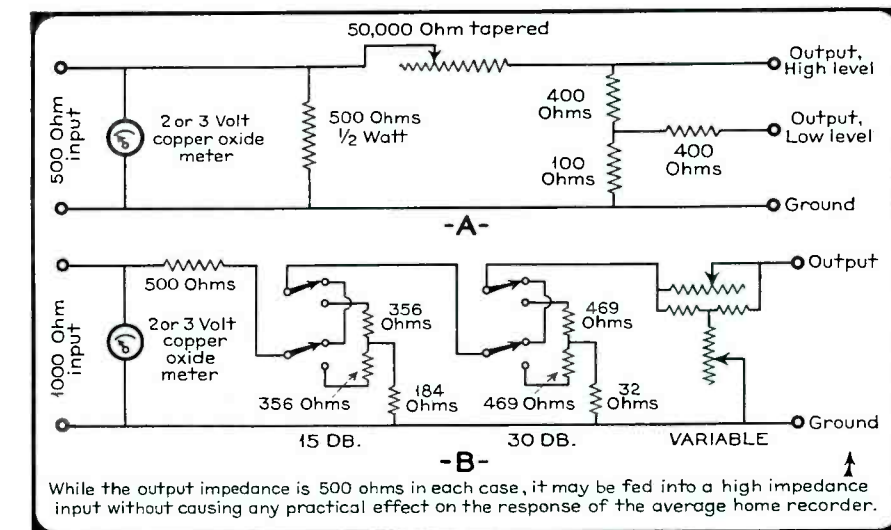 50,000 Ohm tapered
500 Ohm
input
2 or 3 Volt
copper oxide
meter
500 Ohms
½ Watt
400
Ohms
100
Ohms
400
Ohms
Output,
High level
Output,
Low level
Ground
-A-
1000 Ohm
input
500 Ohms
2 or 3 Volt
copper
oxide
meter
356
Ohms
356 Ohms
184
Ohms
15 DB.
469
Ohms
469 Ohms
32
Ohms
30 DB.
VARIABLE
Output
Ground
-B-
While the output impedance is 500 ohms in each case, it may be fed into a high impedance
input without causing any practical effect on the response of the average home recorder.